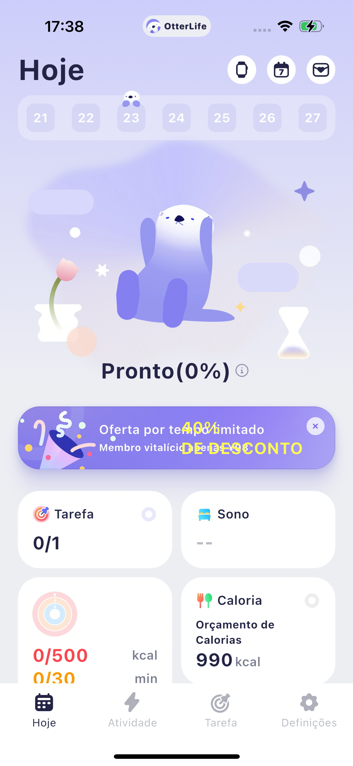 17:38
OtterLife
Hoje
7
21 22 23 24 25 26 27
Pronto(0%)
Oferta por tempo limitado
40%
DE DESCONTO
Membro vitalício apenas
Tarefa
0/1
Sono
--
0/500 kcal
0/30 min
Caloria
Orçamento de
Calorias
990 kcal
Hoje
Atividade
Tarefa
Definições